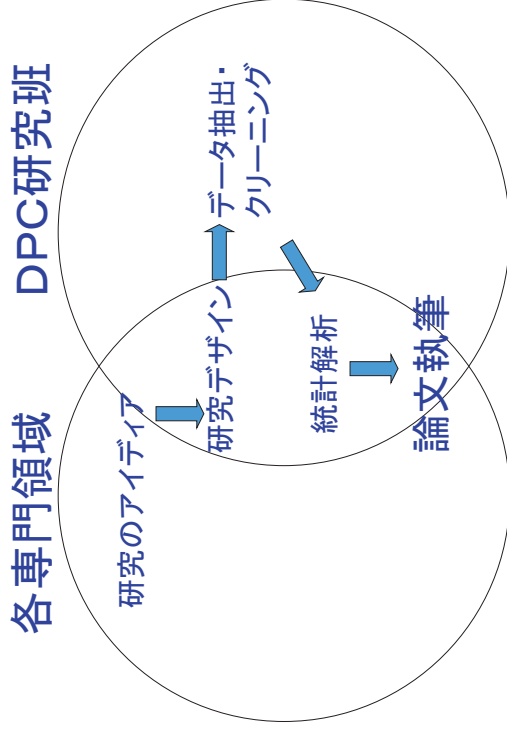 各専門領域
DPC研究班
研究のアイディア
研究デザイン
データ抽出・
クリーニング
統計解析
論文執筆